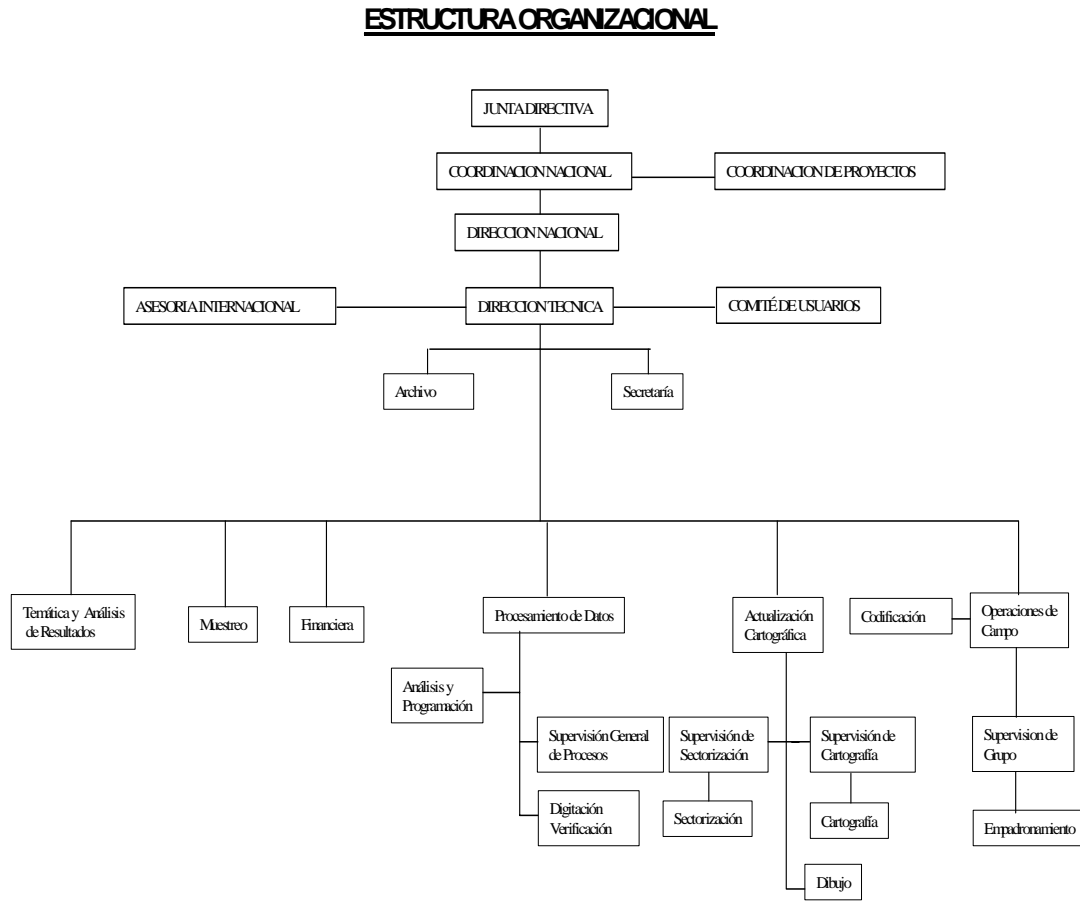 ESTRUCTURA ORGANIZACIONAL
JUNTA DIRECTIVA
COORDINACION NACIONAL
COORDINACION DE PROYECTOS
DIRECCION NACIONAL
ASESORIA INTERNACIONAL
DIRECCION TECNICA
COMITÉ DE USUARIOS
Archivo
Secretaría
Temática y Análisis
de Resultados
Muestreo
Financiera
Procesamiento de Datos
Actualización
Cartográfica
Codificación
Operaciones de
Campo
Análisis y
Programación
Supervisión General
de Procesos
Supervisión de
Sectorización
Supervisión de
Cartografía
Supervision de
Grupo
Digitación
Verificación
Sectorización
Cartografía
Empadronamiento
Dibujo